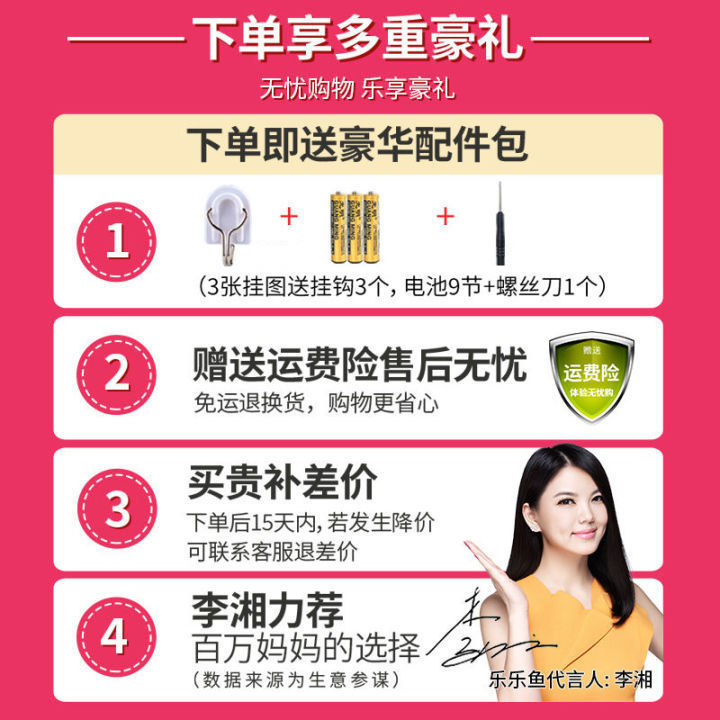 下单享多重豪礼
无忧购物 乐享豪礼
下单即送豪华配件包
1
+ +
(3张挂图送挂钩3个,电池9节+螺丝刀1个)
2
赠送运费险售后无忧
免运退换货,购物更省心
赠送
运费险
体验无忧购
3
买贵补差价
下单后15天内,若发生降价
可联系客服退差价
4
李湘力荐
百万妈妈的选择
(数据来源为生意参谋)
乐乐鱼代言人: 李湘